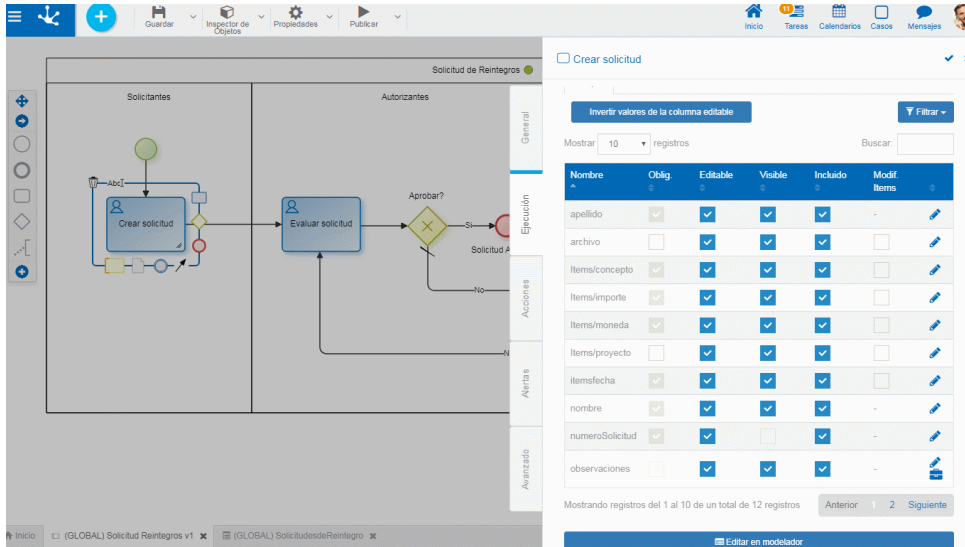 Guardar
Inspector de
Objetos
Propiedades
Publicar
Inicio
11
Tareas
Calendarios
Casos
Mensajes
Solicitud de Reintegros
Solicitantes
Autorizantes
Abc
Crear solicitud
Evaluar solicitud
Aprobar?
Si
Solicitud A
No
N
General
Ejecución
Acciones
Alertas
Avanzado
Crear solicitud
Invertir valores de la columna editable
Filtrar
Mostrar 10 registros
Buscar:
Nombre Oblig. Editable Visible Incluido Modif. Items
apellido -
archivo
Items/concepto
Items/importe
Items/moneda
Items/proyecto
itemsfecha
nombre -
numeroSolicitud -
observaciones -
Mostrando registros del 1 al 10 de un total de 12 registros
Anterior 1 2 Siguiente
Editar en modelador
Inicio
(GLOBAL) Solicitud Reintegros v1
(GLOBAL) SolicitudesdeReintegro